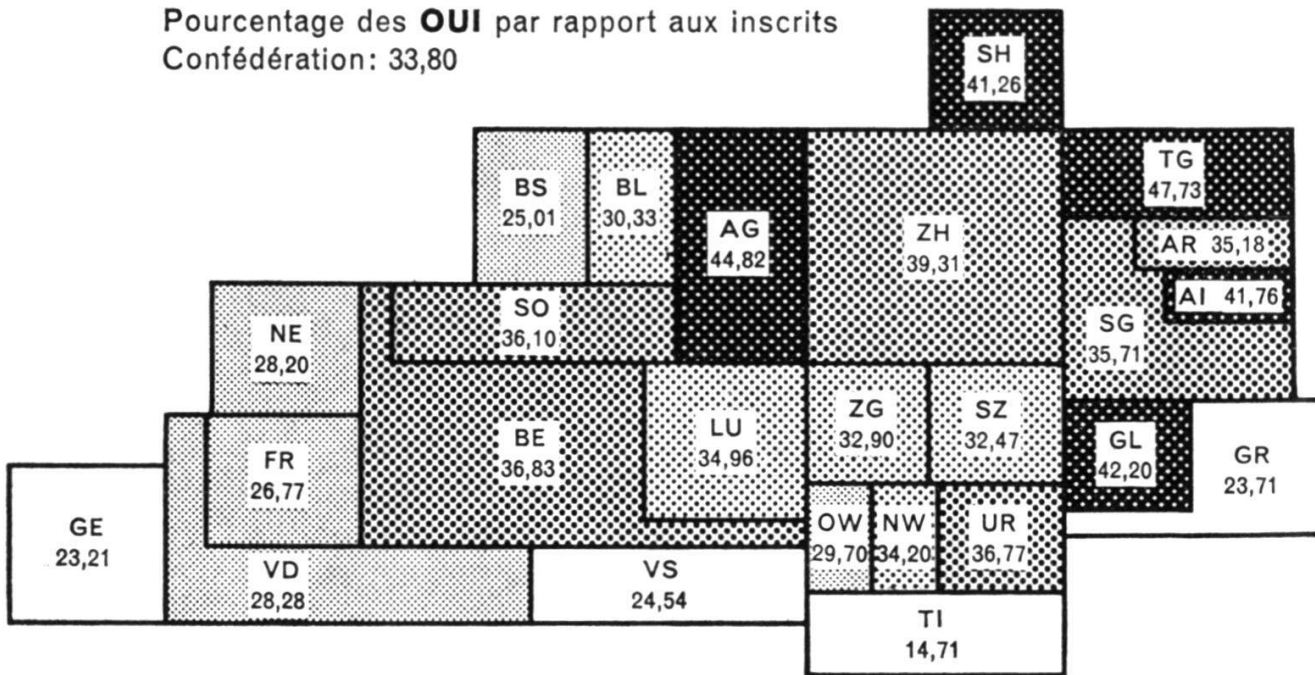 Pourcentage des OUI par rapport aux inscrits
Confédération: 33,80
SH
41,26
BS
25,01
BL
30,33
AG
44,82
ZH
39,31
TG
47,73
AR 35,18
AI 41,76
SG
35,71
NE
28,20
SO
36,10
BE
36,83
LU
34,96
ZG
32,90
SZ
32,47
GL
42,20
GR
23,71
FR
26,77
GE
23,21
VD
28,28
VS
24,54
OW
29,70
NW
34,20
UR
36,77
TI
14,71